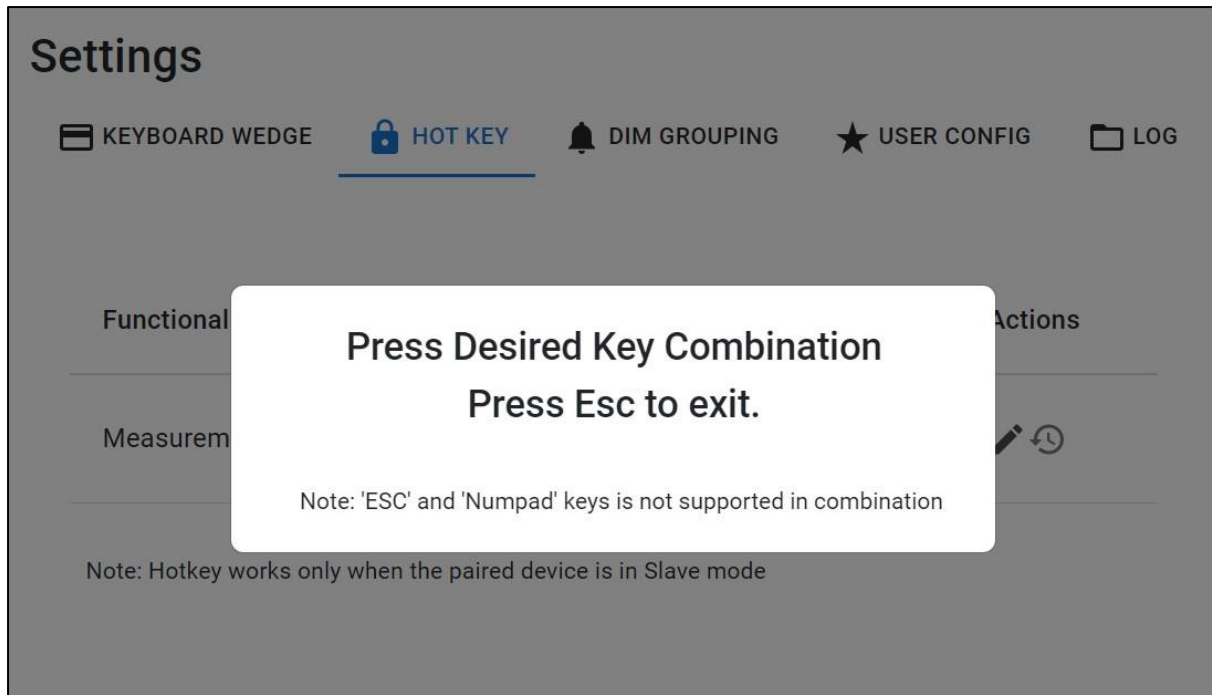 Settings
KEYBOARD WEDGE HOT KEY DIM GROUPING USER CONFIG LOG
Functional Actions
Press Desired Key Combination
Press Esc to exit.
Measurem
Note: 'ESC' and 'Numpad' keys is not supported in combination
Note: Hotkey works only when the paired device is in Slave mode